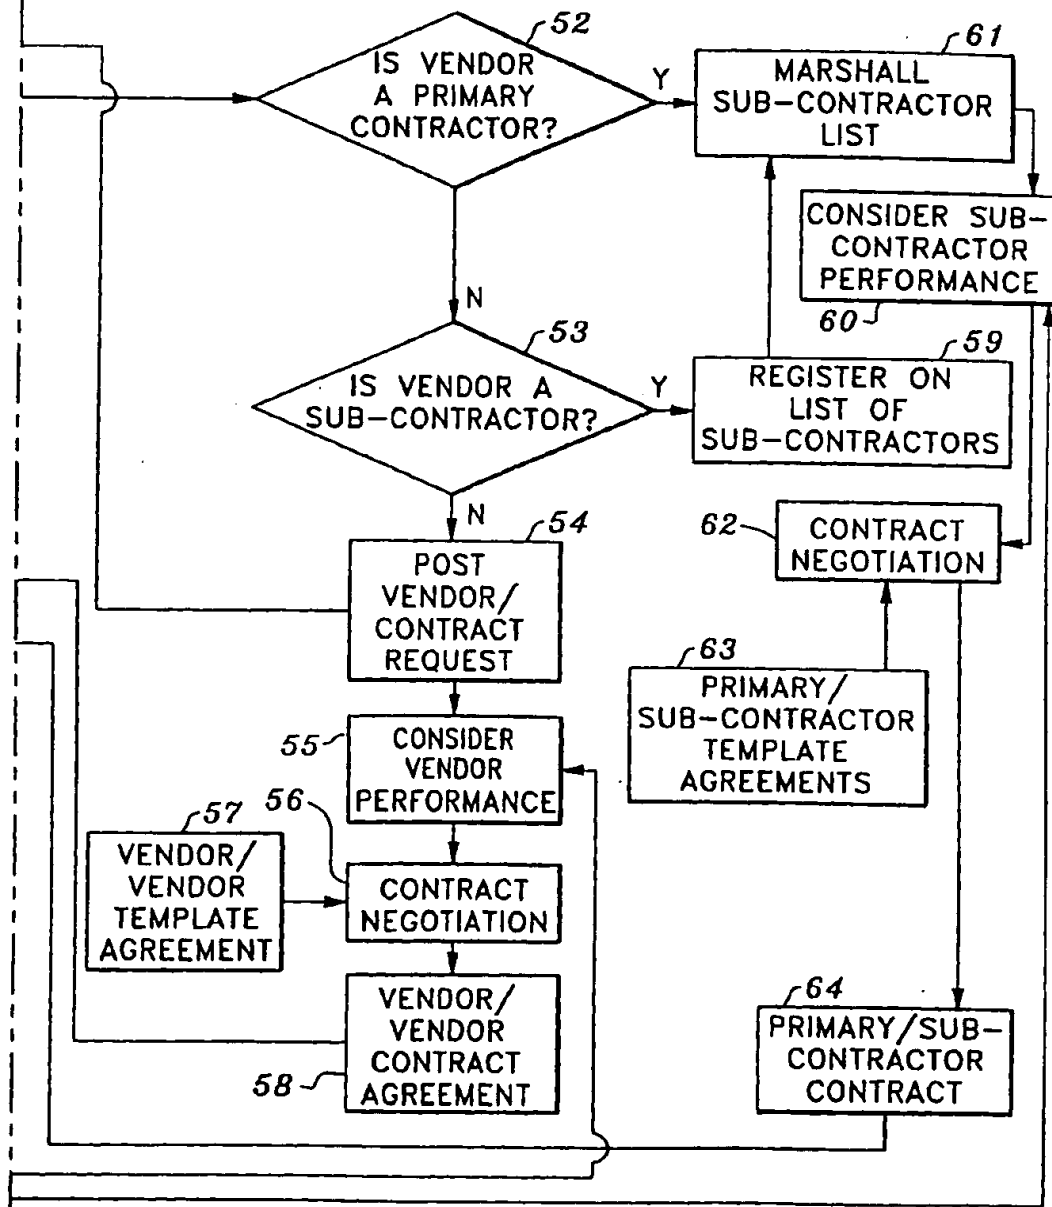 52
IS VENDOR
A PRIMARY
CONTRACTOR?
Y
N
61
MARSHALL
SUB-CONTRACTOR
LIST
CONSIDER SUB-
CONTRACTOR
PERFORMANCE
60
53
IS VENDOR A
SUB-CONTRACTOR?
Y
N
59
REGISTER ON
LIST OF
SUB-CONTRACTORS
54
POST
VENDOR/
CONTRACT
REQUEST
62
CONTRACT
NEGOTIATION
63
PRIMARY/
SUB-CONTRACTOR
TEMPLATE
AGREEMENTS
55
CONSIDER
VENDOR
PERFORMANCE
56
57
VENDOR/
VENDOR
TEMPLATE
AGREEMENT
CONTRACT
NEGOTIATION
VENDOR/
VENDOR
CONTRACT
AGREEMENT
58
64
PRIMARY/SUB-
CONTRACTOR
CONTRACT